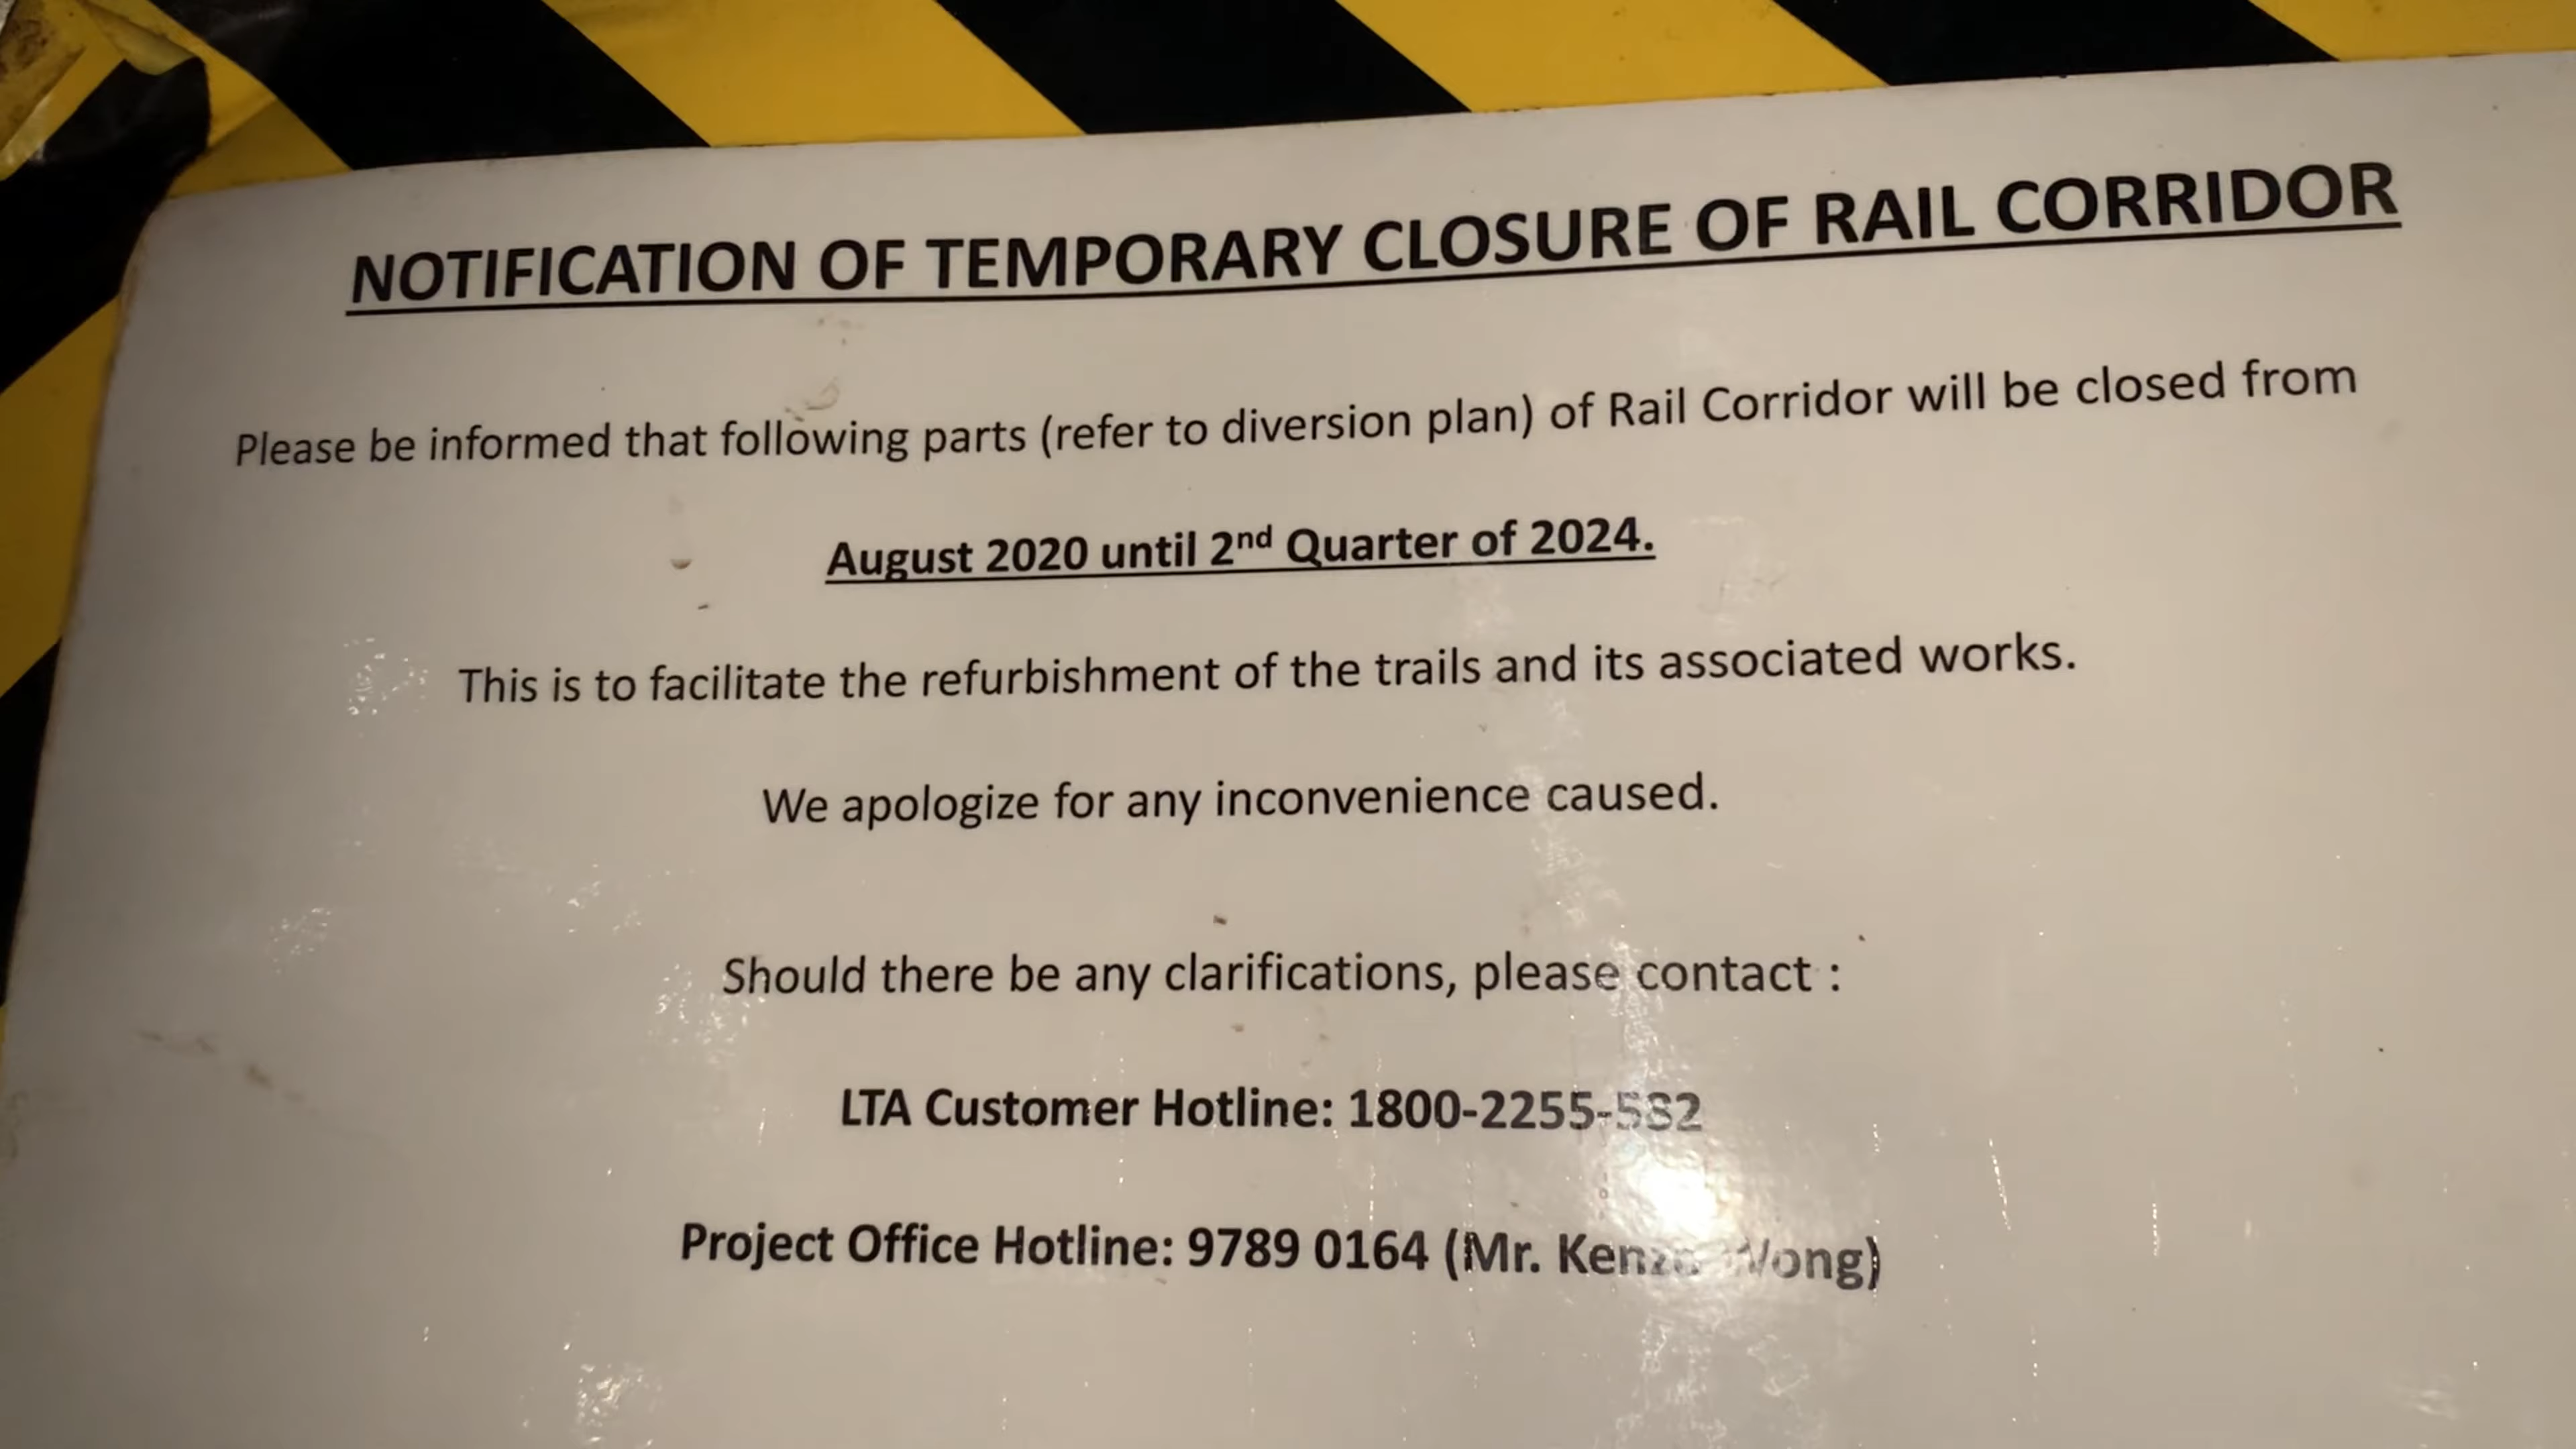 NOTIFICATION OF TEMPORARY CLOSURE OF RAIL CORRIDOR
Please be informed that following parts (refer to diversion plan) of Rail Corridor will be closed from
August 2020 until 2nd Quarter of 2024.
This is to facilitate the refurbishment of the trails and its associated works.
We apologize for any inconvenience caused.
Should there be any clarifications, please contact :
LTA Customer Hotline: 1800-2255-582
Project Office Hotline: 9789 0164 (Mr. Wong)